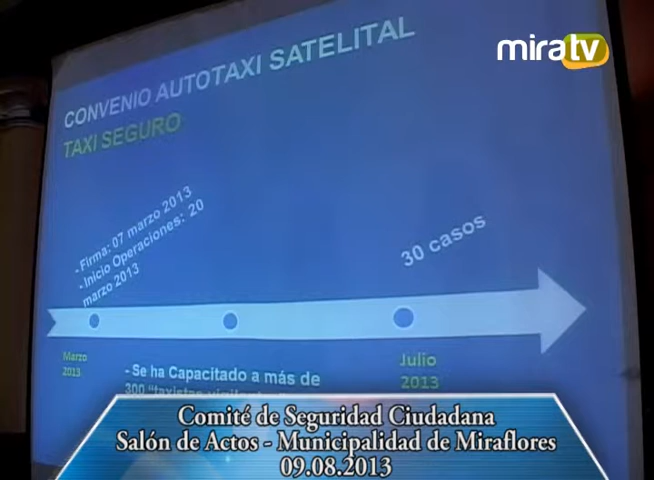 miratv
CONVENIO AUTOTAXI SATELITAL
TAXI SEGURO
- Firma: 07 marzo 2013
- Inicio Operaciones: 20
marzo 2013
30 casos
Marzo
2013
- Se ha Capacitado a más de
300 "taxistas
Julio
2013
Comité de Seguridad Ciudadana
Salón de Actos - Municipalidad de Miraflores
09.08.2013